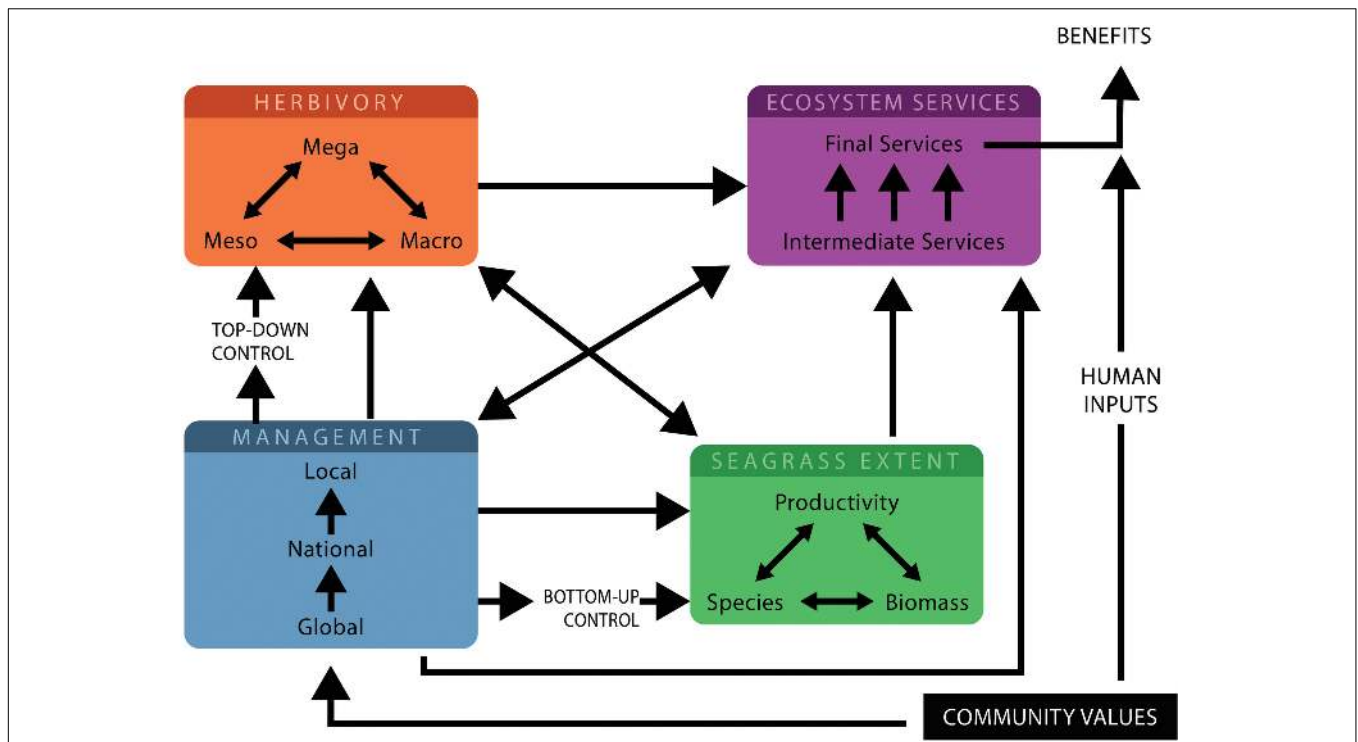 BENEFITS
HERBIVORY
Mega
Meso
Macro
ECOSYSTEM SERVICES
Final Services
Intermediate Services
TOP-DOWN
CONTROL
HUMAN
INPUTS
MANAGEMENT
Local
National
Global
SEAGRASS EXTENT
Productivity
Species
Biomass
BOTTOM-UP
CONTROL
COMMUNITY VALUES